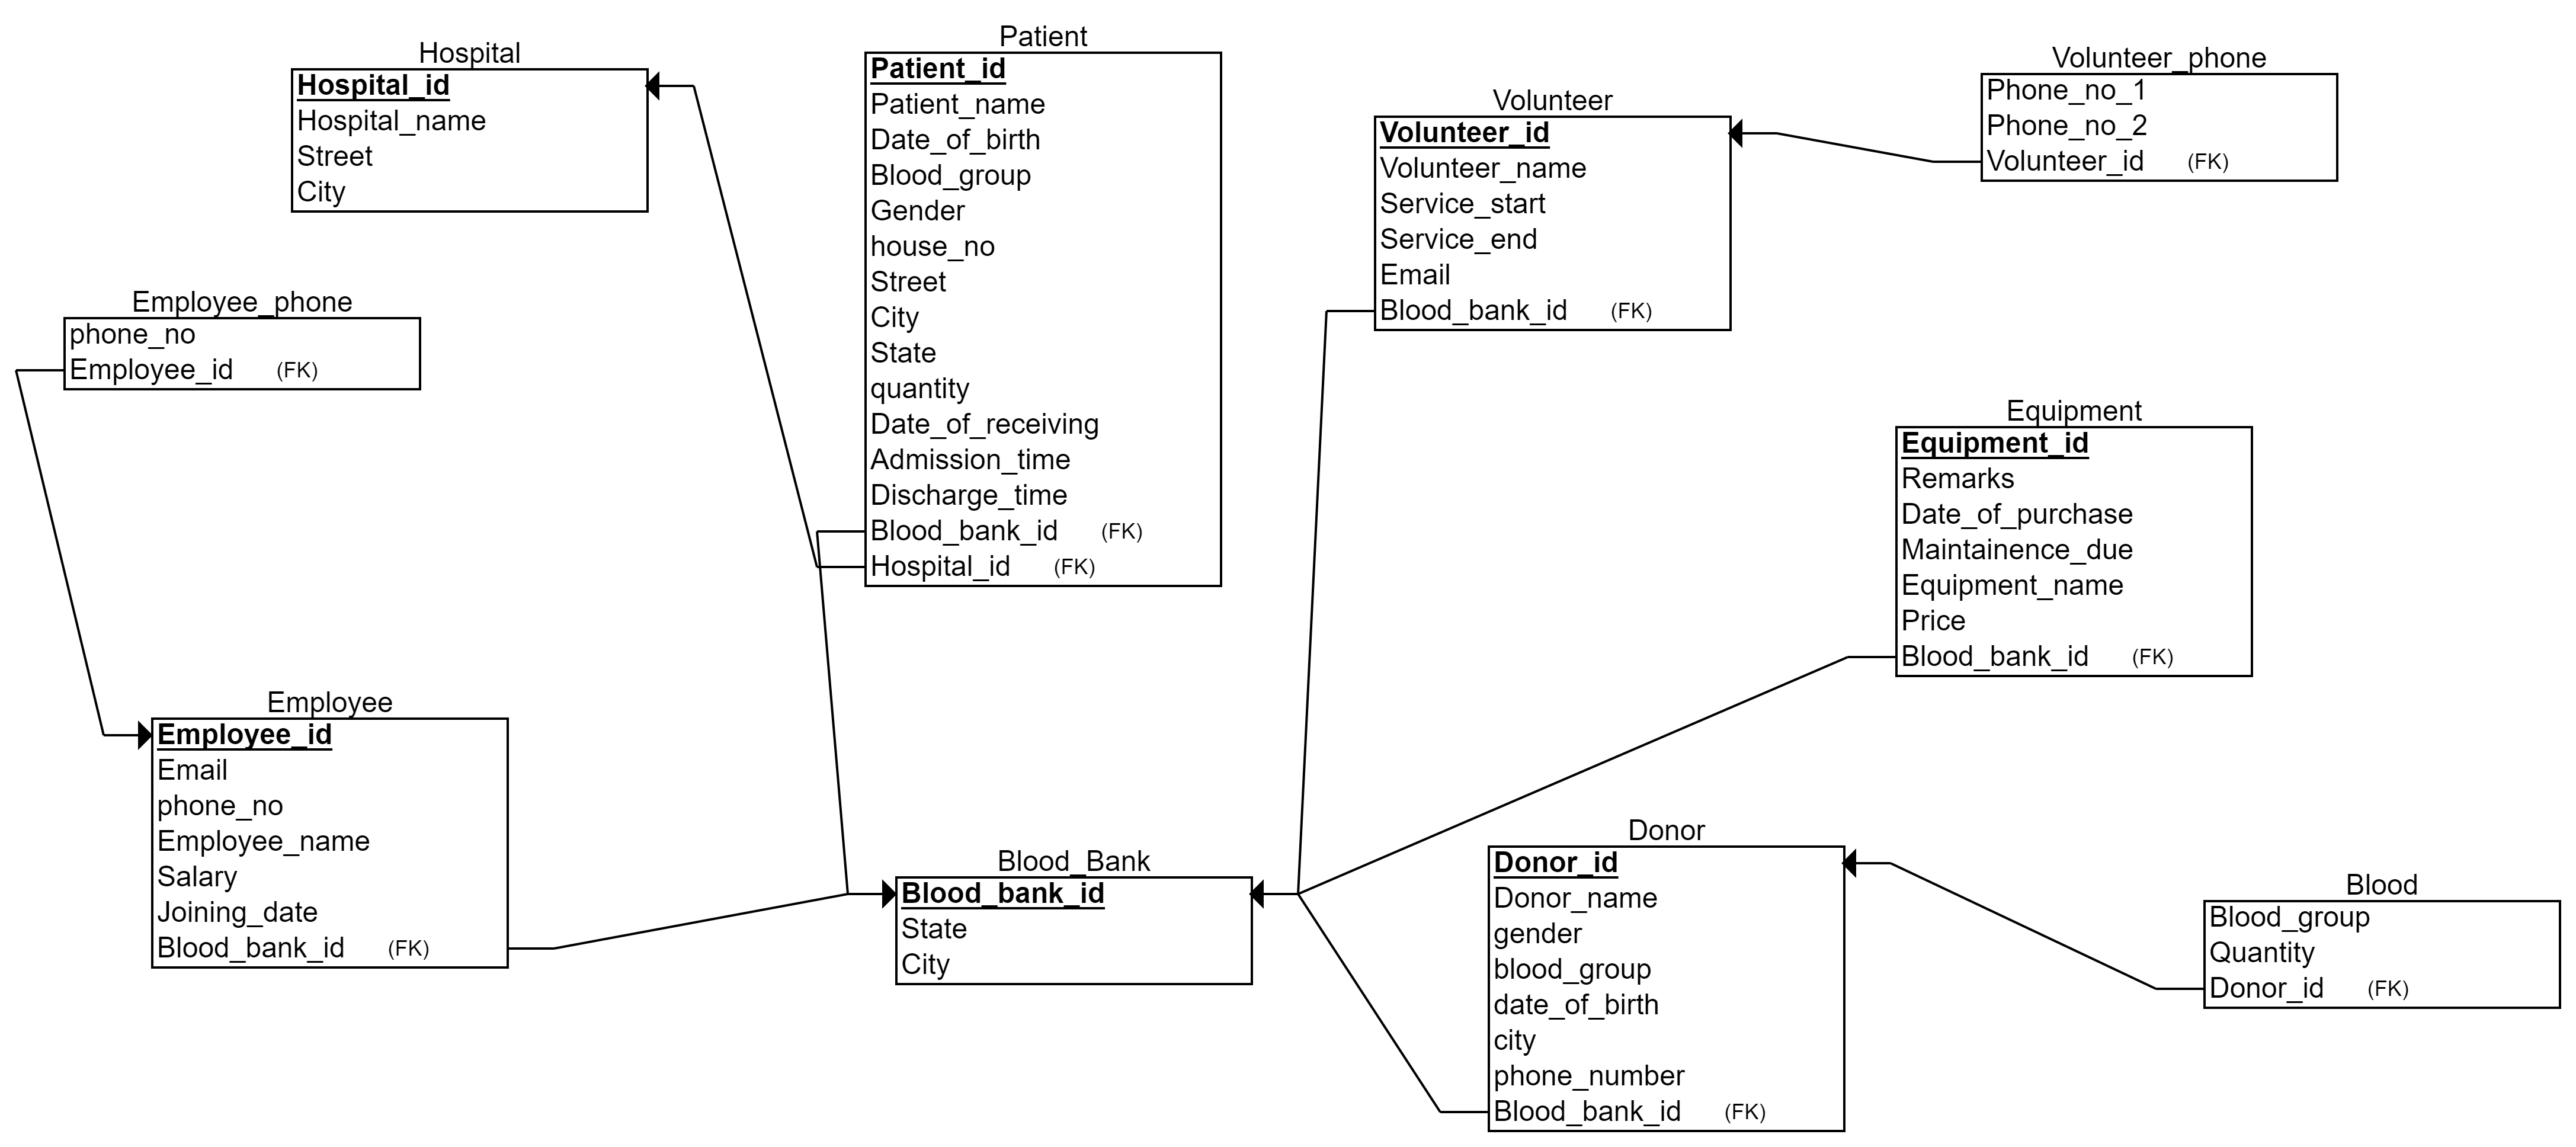 Hospital
Hospital_id
Hospital_name
Street
City
Patient
Patient_id
Patient_name
Date_of_birth
Blood_group
Gender
house_no
Street
City
State
quantity
Date_of_receiving
Admission_time
Discharge_time
Blood_bank_id (FK)
Hospital_id (FK)
Volunteer
Volunteer_id
Volunteer_name
Service_start
Service_end
Email
Blood_bank_id (FK)
Volunteer_phone
Phone_no_1
Phone_no_2
Volunteer_id (FK)
Employee_phone
phone_no
Employee_id (FK)
Equipment
Equipment_id
Remarks
Date_of_purchase
Maintainence_due
Equipment_name
Price
Blood_bank_id (FK)
Employee
Employee_id
Email
phone_no
Employee_name
Salary
Joining_date
Blood_bank_id (FK)
Blood_Bank
Blood_bank_id
State
City
Donor
Donor_id
Donor_name
gender
blood_group
date_of_birth
city
phone_number
Blood_bank_id (FK)
Blood
Blood_group
Quantity
Donor_id (FK)